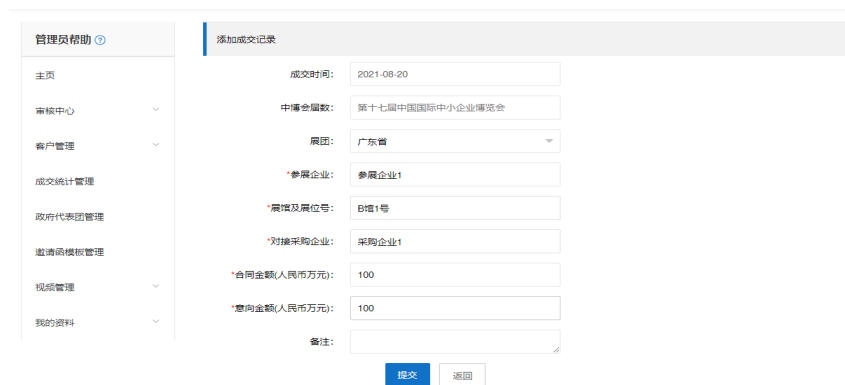 管理员帮助 ?
添加成交记录
主页
审核中心
客户管理
成交统计管理
政府代表团管理
邀请函模板管理
视频管理
我的资料
成交时间： 2021-08-20
中博会届数： 第十七届中国国际中小企业博览会
展团： 广东省
*参展企业： 参展企业1
*展馆及展位号： B馆1号
*对接采购企业： 采购企业1
*合同金额(人民币万元)： 100
*意向金额(人民币万元)： 100
备注：
提交 返回